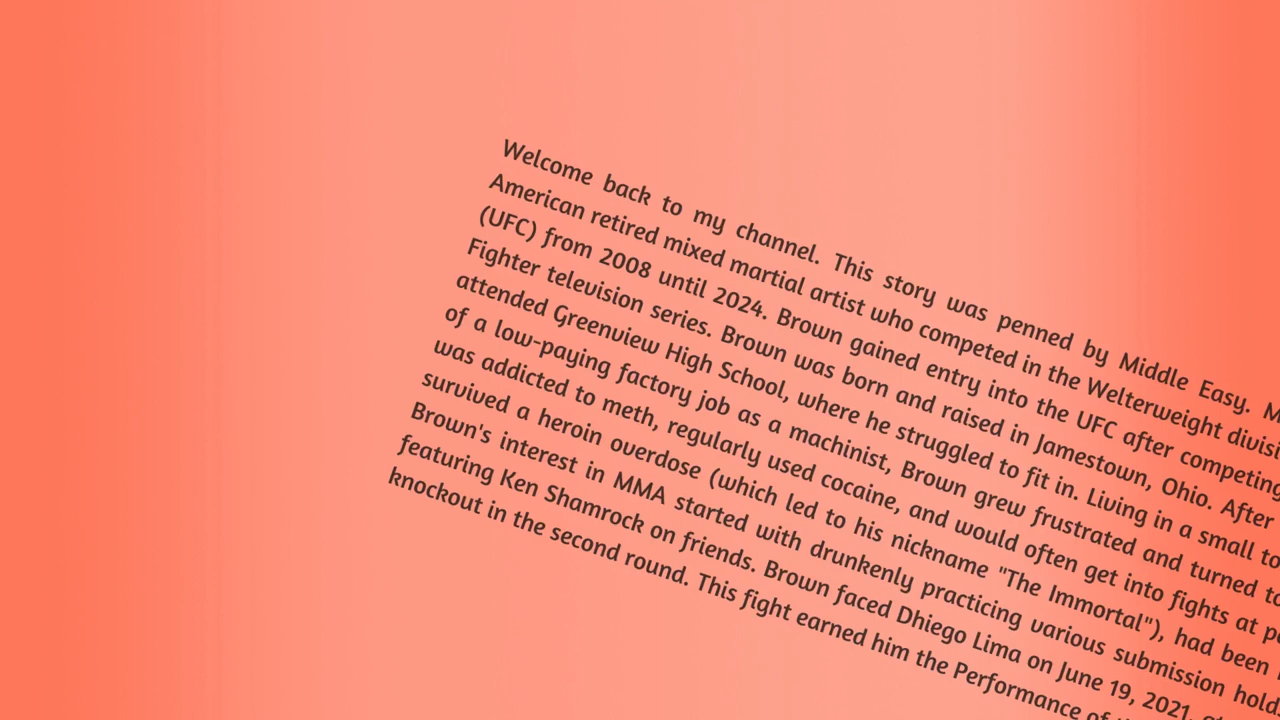 Welcome back to my channel. This story was penned by Middle Easy.
American retired mixed martial artist who competed in the Welterweight
(UFC) from 2008 until 2024. Brown gained entry into the UFC after competing
Fighter television series. Brown was born and raised in Jamestown, Ohio. After
attended Greenview High School, where he struggled to fit in. Living in a small
of a low-paying factory job as a machinist, Brown grew frustrated and turned
was addicted to meth, regularly used cocaine, and would often get into fights at
survived a heroin overdose (which led to his nickname "The Immortal"), had been
Brown's interest in MMA started with drunkenly practicing various submission
featuring Ken Shamrock on friends. Brown faced Dhiego Lima on June 19, 2021,
knockout in the second round. This fight earned him the Performance of